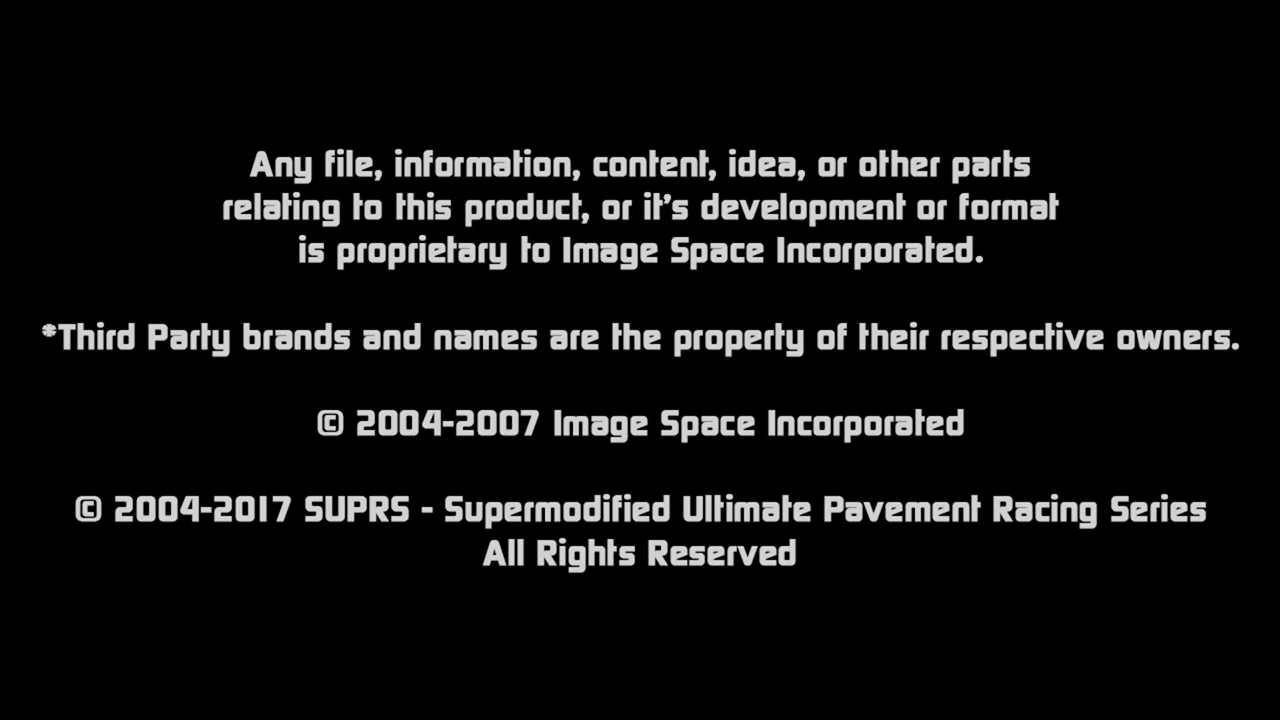 Any file, information, content, idea, or other parts
relating to this product, or it's development or format
is proprietary to Image Space Incorporated.
*Third Party brands and names are the property of their respective owners.
© 2004-2007 Image Space Incorporated
© 2004-2017 SUPRS - Supermodified Ultimate Pavement Racing Series
All Rights Reserved